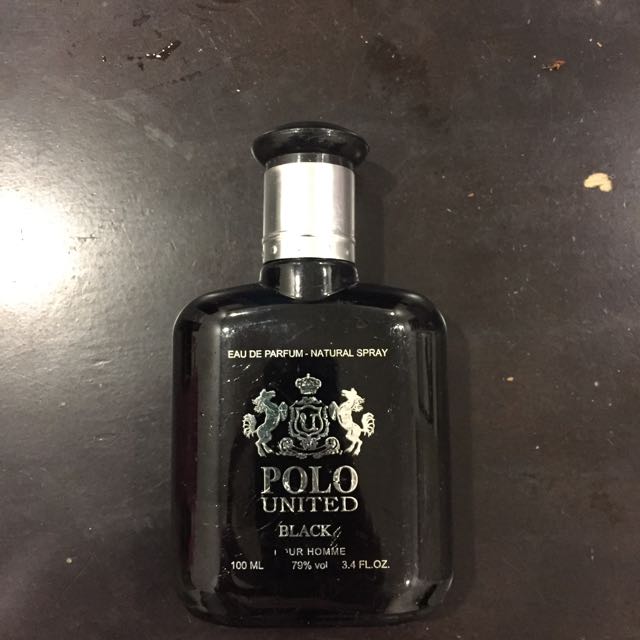 EAU DE PARFUM - NATURAL SPRAY
U
POLO
UNITED
BLACK
POUR HOMME
100 ML 79% vol 3.4 FL.OZ.